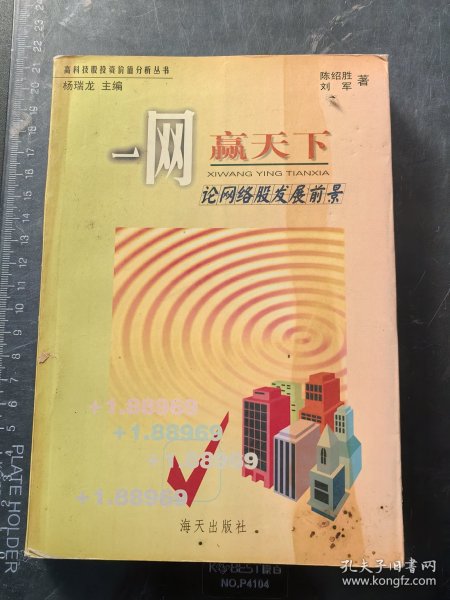 高科技股投资前瞻分析丛书
杨瑞龙 主编
陈绍胜
刘 军
著
一网赢天下
XIWANG YING TIANXIA
论网络股发展前景
+1.88969
+1.88969
+1.88969
+1.88969
海天出版社
PLATE HOLDER
NO.P4104
孔夫子旧书网
www.kongfz.com